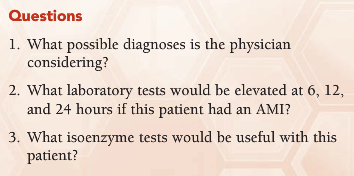 Questions
1. What possible diagnoses is the physician
considering?
2. What laboratory tests would be elevated at 6, 12,
and 24 hours if this patient had an AMI?
3. What isoenzyme tests would be useful with this
patient?